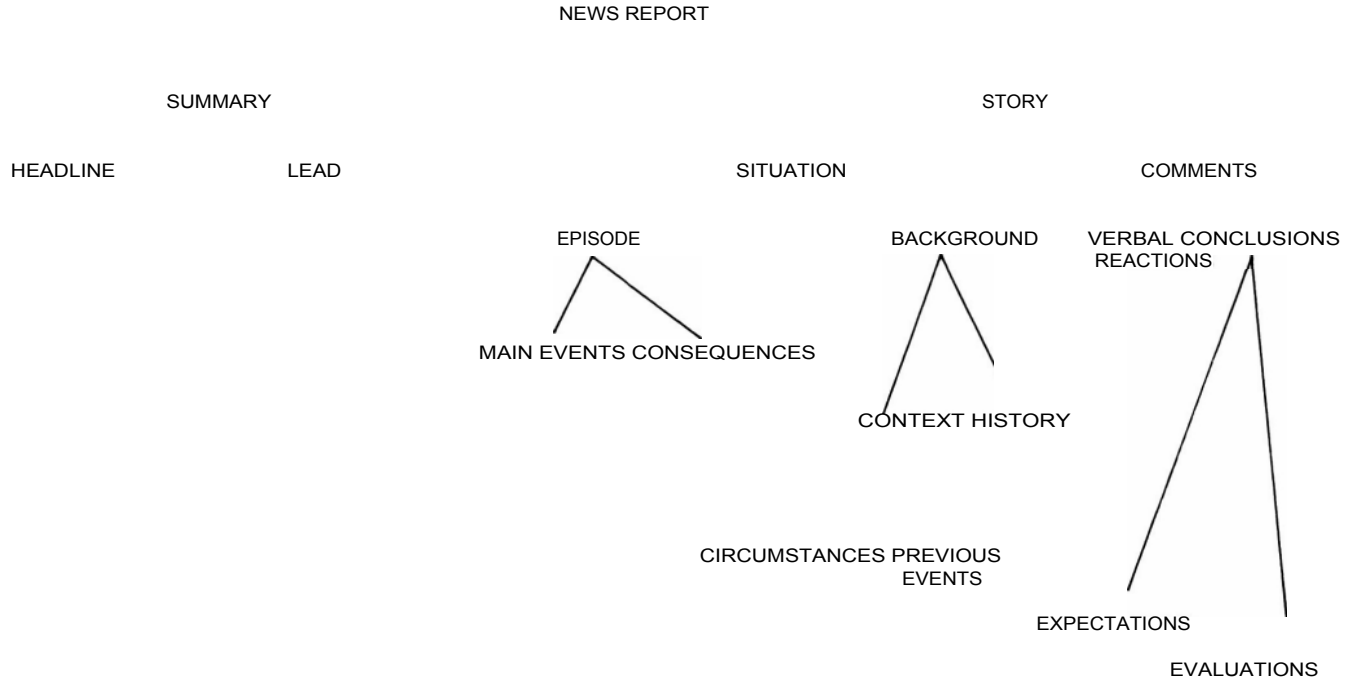 NEWS REPORT
SUMMARY STORY
HEADLINE LEAD SITUATION COMMENTS
EPISODE BACKGROUND VERBAL CONCLUSIONS
REACTIONS
MAIN EVENTS CONSEQUENCES
CONTEXT HISTORY
CIRCUMSTANCES PREVIOUS
EVENTS
EXPECTATIONS
EVALUATIONS